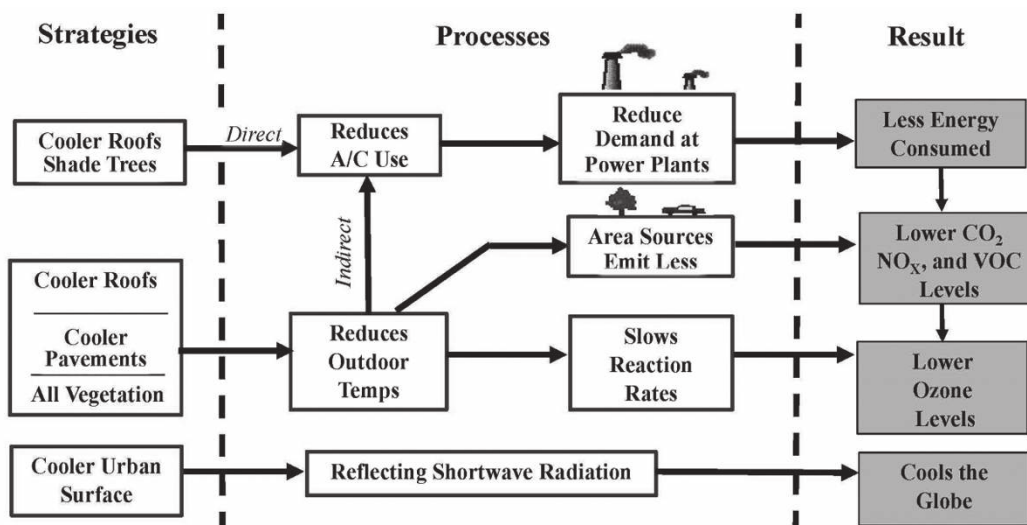 Strategies
Processes
Result
Cooler Roofs
Shade Trees
Direct
Reduces
A/C Use
Reduce
Demand at
Power Plants
Less Energy
Consumed
Indirect
Area Sources
Emit Less
Lower CO₂
NOₓ, and VOC
Levels
Cooler Roofs
Cooler
Pavements
All Vegetation
Reduces
Outdoor
Temps
Slows
Reaction
Rates
Lower
Ozone
Levels
Cooler Urban
Surface
Reflecting Shortwave Radiation
Cools the
Globe